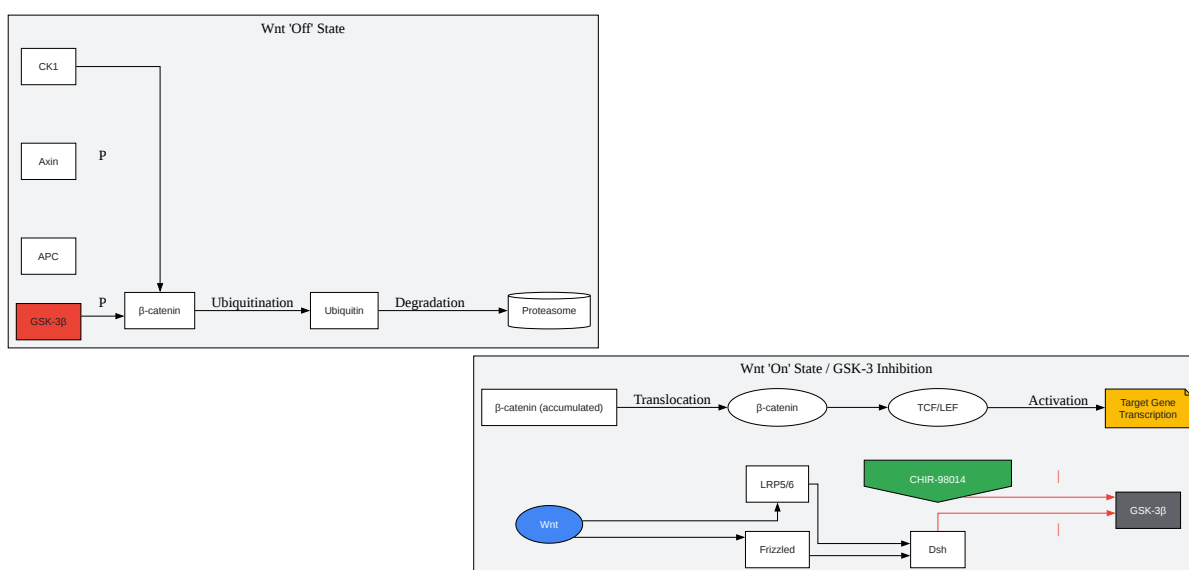 Wnt 'Off' State
CK1
Axin
P
APC
GSK-3β
P
β-catenin
Ubiquitination
Ubiquitin
Degradation
Proteasome
Wnt 'On' State / GSK-3 Inhibition
β-catenin (accumulated)
Translocation
β-catenin
TCF/LEF
Activation
Target Gene
Transcription
LRP5/6
CHIR-98014
|
GSK-3β
Wnt
Frizzled
Dsh
|